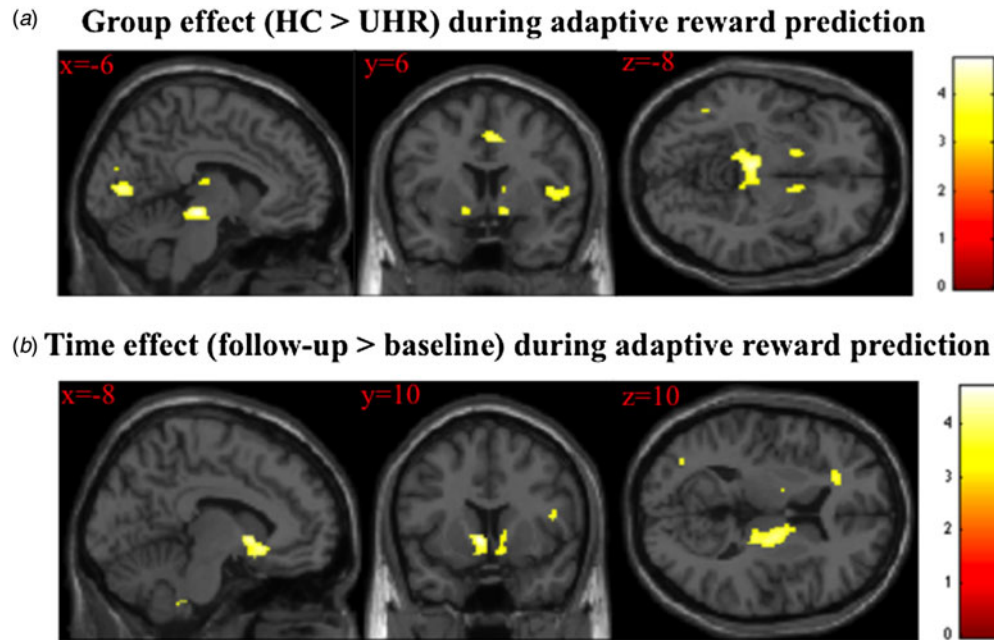 (a) Group effect (HC > UHR) during adaptive reward prediction
x=-6 y=6 z=-8
4
3
2
1
0
(b) Time effect (follow-up > baseline) during adaptive reward prediction
x=-8 y=10 z=10
4
3
2
1
0